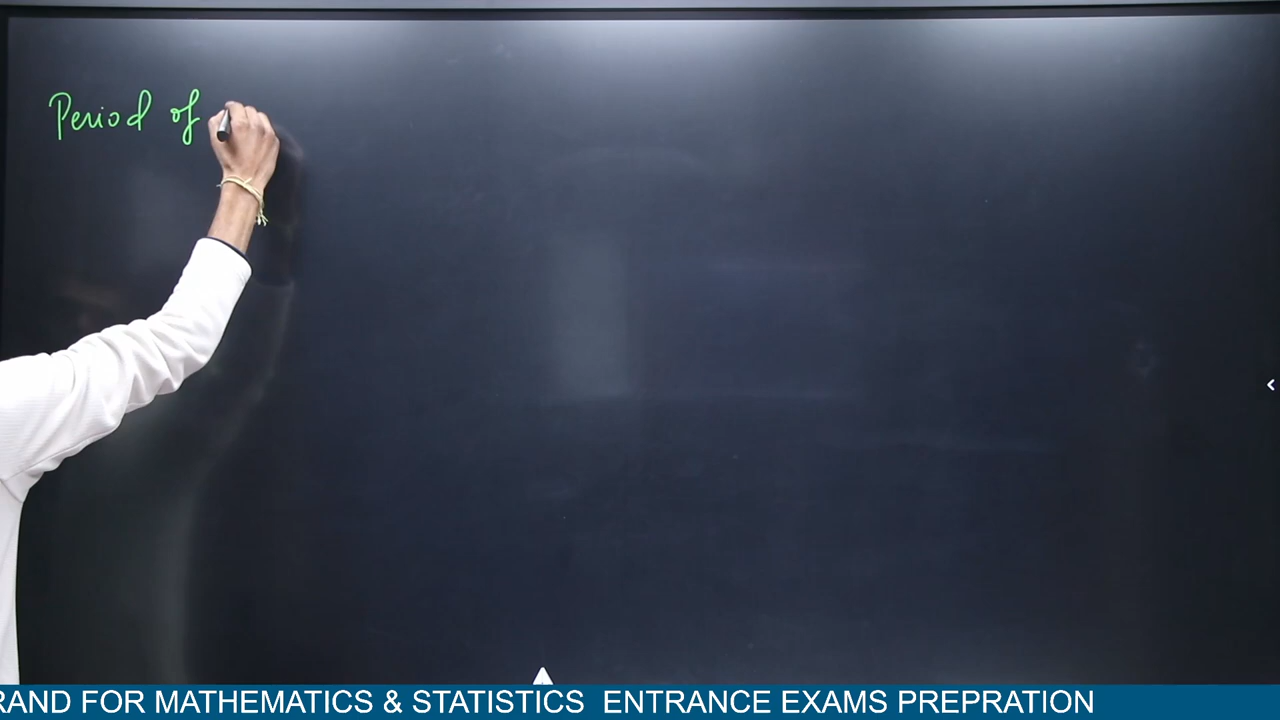 Period of
RAND FOR MATHEMATICS & STATISTICS ENTRANCE EXAMS PREPRATION